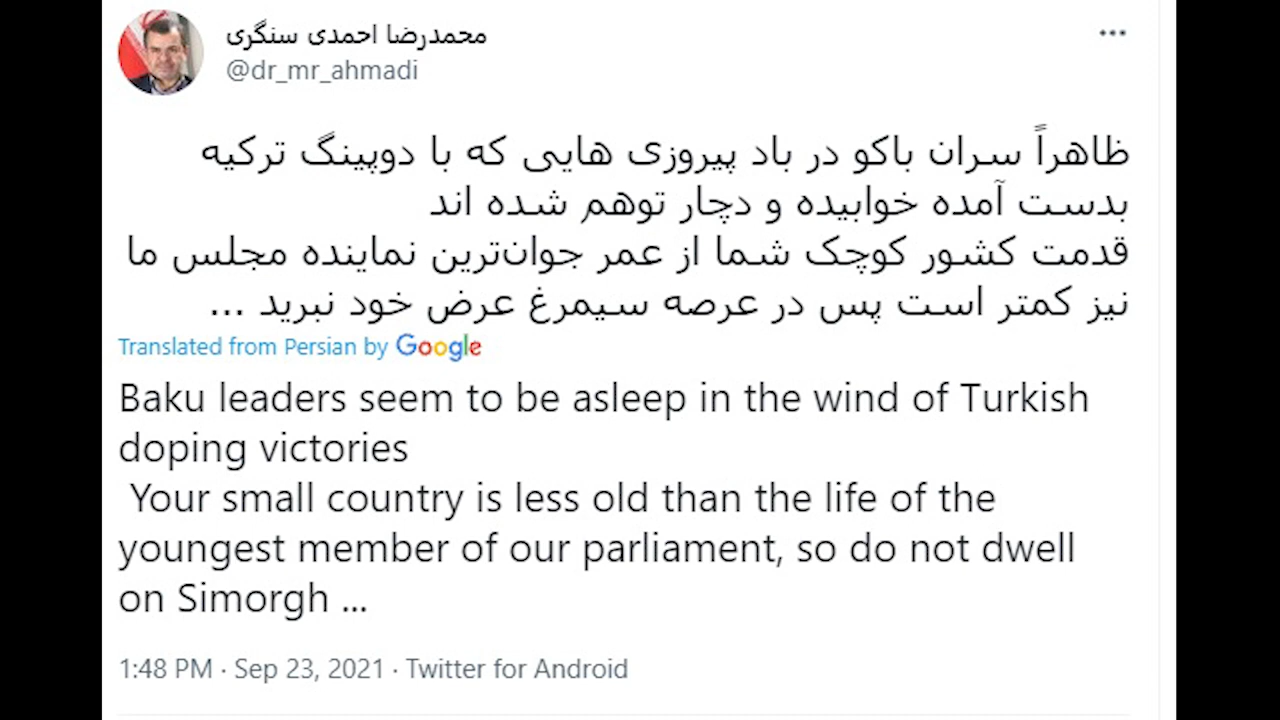 محمدرضا احمدی سنگری
@dr_mr_ahmadi
ظاهراً سران باکو در باد پیروزی هایی که با دوپینگ ترکیه
بدست آمده خوابیده و دچار توهم شده اند
قدمت کشور کوچک شما از عمر جوان‌ترین نماینده مجلس ما
نیز کمتر است پس در عرصه سیمرغ عرض خود نبرید ...
Translated from Persian by Google
Baku leaders seem to be asleep in the wind of Turkish
doping victories
Your small country is less old than the life of the
youngest member of our parliament, so do not dwell
on Simorgh ...
1:48 PM · Sep 23, 2021 · Twitter for Android